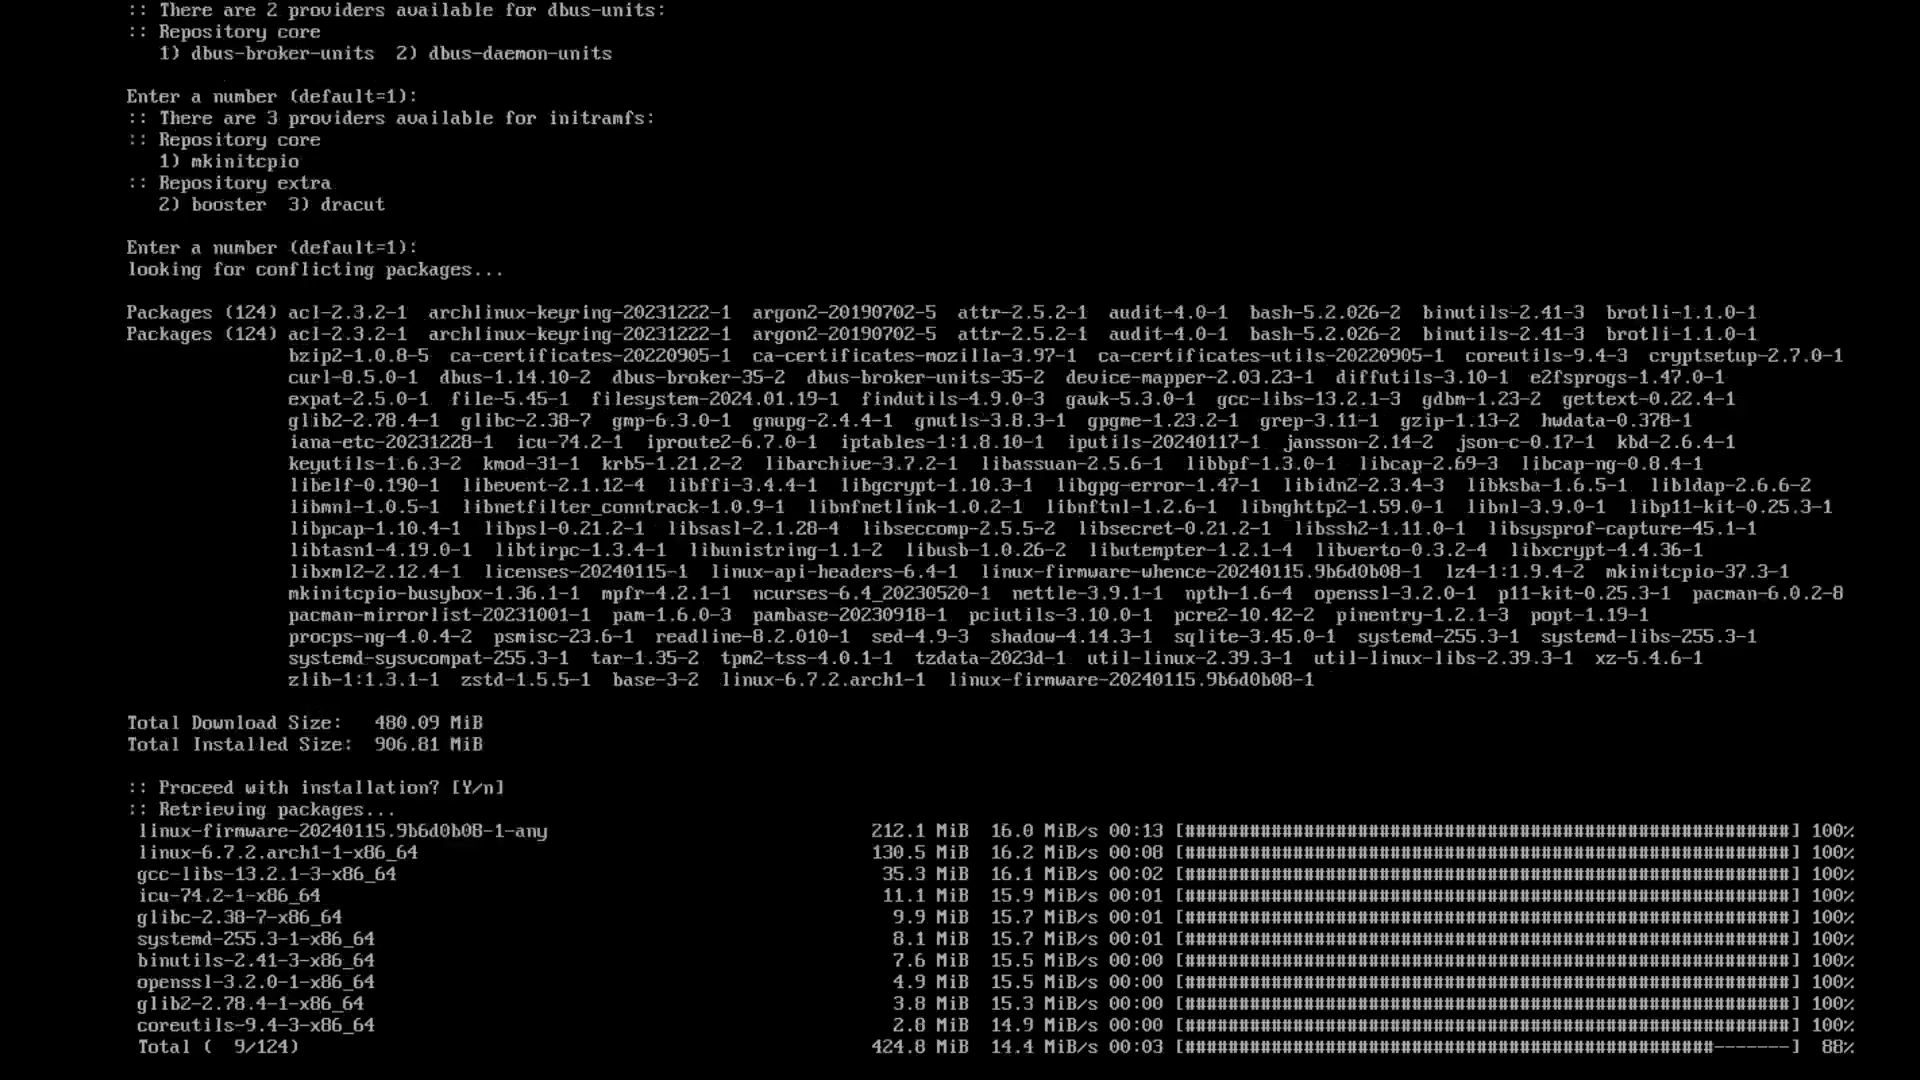 :: There are 2 providers available for dbus-units:
:: Repository core
   1) dbus-broker-units  2) dbus-daemon-units

Enter a number (default=1):
:: There are 3 providers available for initramfs:
:: Repository core
   1) mkinitcpio
:: Repository extra
   2) booster  3) dracut

Enter a number (default=1):
looking for conflicting packages...

Packages (124) acl-2.3.2-1  archlinux-keyring-20231222-1  argon2-20190702-5  attr-2.5.2-1  audit-4.0-1  bash-5.2.026-2  binutils-2.41-3  brotli-1.1.0-1
Packages (124) acl-2.3.2-1  archlinux-keyring-20231222-1  argon2-20190702-5  attr-2.5.2-1  audit-4.0-1  bash-5.2.026-2  binutils-2.41-3  brotli-1.1.0-1
               bzip2-1.0.8-5  ca-certificates-20220905-1  ca-certificates-mozilla-3.97-1  ca-certificates-utils-20220905-1  coreutils-9.4-3  cryptsetup-2.7.0-1
               curl-8.5.0-1  dbus-1.14.10-2  dbus-broker-35-2  dbus-broker-units-35-2  device-mapper-2.03.23-1  diffutils-3.10-1  e2fsprogs-1.47.0-1
               expat-2.5.0-1  file-5.45-1  filesystem-2024.01.19-1  findutils-4.9.0-3  gawk-5.3.0-1  gcc-libs-13.2.1-3  gdbm-1.23-2  gettext-0.22.4-1
               glib2-2.78.4-1  glibc-2.38-7  gmp-6.3.0-1  gnupg-2.4.4-1  gnutls-3.8.3-1  gpgme-1.23.2-1  grep-3.11-1  gzip-1.13-2  hwdata-0.378-1
               iana-etc-20231228-1  icu-74.2-1  iproute2-6.7.0-1  iptables-1:1.8.10-1  iputils-20240117-1  jansson-2.14-2  json-c-0.17-1  kbd-2.6.4-1
               keyutils-1.6.3-2  kmod-31-1  krb5-1.21.2-2  libarchive-3.7.2-1  libassuan-2.5.6-1  libbpf-1.3.0-1  libcap-2.69-3  libcap-ng-0.8.4-1
               libelf-0.190-1  libevent-2.1.12-4  libffi-3.4.4-1  libgcrypt-1.10.3-1  libgpg-error-1.47-1  libidn2-2.3.4-3  libksba-1.6.5-1  libldap-2.6.6-2
               libmnl-1.0.5-1  libnetfilter_conntrack-1.0.9-1  libnfnetlink-1.0.2-1  libnftnl-1.2.6-1  libnghttp2-1.59.0-1  libnl-3.9.0-1  libp11-kit-0.25.3-1
               libpcap-1.10.4-1  libpsl-0.21.2-1  libsasl-2.1.28-4  libseccomp-2.5.5-2  libsecret-0.21.2-1  libssh2-1.11.0-1  libsysprof-capture-45.1-1
               libtasn1-4.19.0-1  libtirpc-1.3.4-1  libunistring-1.1-2  libusb-1.0.26-2  libutempter-1.2.1-4  libverto-0.3.2-4  libxcrypt-4.4.36-1
               libxml2-2.12.4-1  licenses-20240115-1  linux-api-headers-6.4-1  linux-firmware-whence-20240115.9b6d0b08-1  lz4-1:1.9.4-2  mkinitcpio-37.3-1
               mkinitcpio-busybox-1.36.1-1  mpfr-4.2.1-1  ncurses-6.4_20230520-1  nettle-3.9.1-1  npth-1.6-4  openssl-3.2.0-1  p11-kit-0.25.3-1  pacman-6.0.2-8
               pacman-mirrorlist-20231001-1  pam-1.6.0-3  pambase-20230918-1  pciutils-3.10.0-1  pcre2-10.42-2  pinentry-1.2.1-3  popt-1.19-1
               procps-ng-4.0.4-2  psmisc-23.6-1  readline-8.2.010-1  sed-4.9-3  shadow-4.14.3-1  sqlite-3.45.0-1  systemd-255.3-1  systemd-libs-255.3-1
               systemd-sysvcompat-255.3-1  tar-1.35-2  tpm2-tss-4.0.1-1  tzdata-2023d-1  util-linux-2.39.3-1  util-linux-libs-2.39.3-1  xz-5.4.6-1
               zlib-1:1.3.1-1  zstd-1.5.5-1  base-3-2  linux-6.7.2.arch1-1  linux-firmware-20240115.9b6d0b08-1

Total Download Size:   480.09 MiB
Total Installed Size:  906.81 MiB

:: Proceed with installation? [Y/n]
:: Retrieving packages...
 linux-firmware-20240115.9b6d0b08-1-any  212.1 MiB  16.0 MiB/s 00:13 [########################################################] 100%
 linux-6.7.2.arch1-1-x86_64  130.5 MiB  16.2 MiB/s 00:08 [########################################################] 100%
 gcc-libs-13.2.1-3-x86_64  35.3 MiB  16.1 MiB/s 00:02 [########################################################] 100%
 icu-74.2-1-x86_64  11.1 MiB  15.9 MiB/s 00:01 [########################################################] 100%
 glibc-2.38-7-x86_64  9.9 MiB  15.7 MiB/s 00:01 [########################################################] 100%
 systemd-255.3-1-x86_64  8.1 MiB  15.7 MiB/s 00:01 [########################################################] 100%
 binutils-2.41-3-x86_64  7.6 MiB  15.5 MiB/s 00:00 [########################################################] 100%
 openssl-3.2.0-1-x86_64  4.9 MiB  15.5 MiB/s 00:00 [########################################################] 100%
 glib2-2.78.4-1-x86_64  3.8 MiB  15.3 MiB/s 00:00 [########################################################] 100%
 coreutils-9.4-3-x86_64  2.8 MiB  14.9 MiB/s 00:00 [########################################################] 100%
 Total (  9/124)  424.8 MiB  14.4 MiB/s 00:03 [#################################################-------]  88%